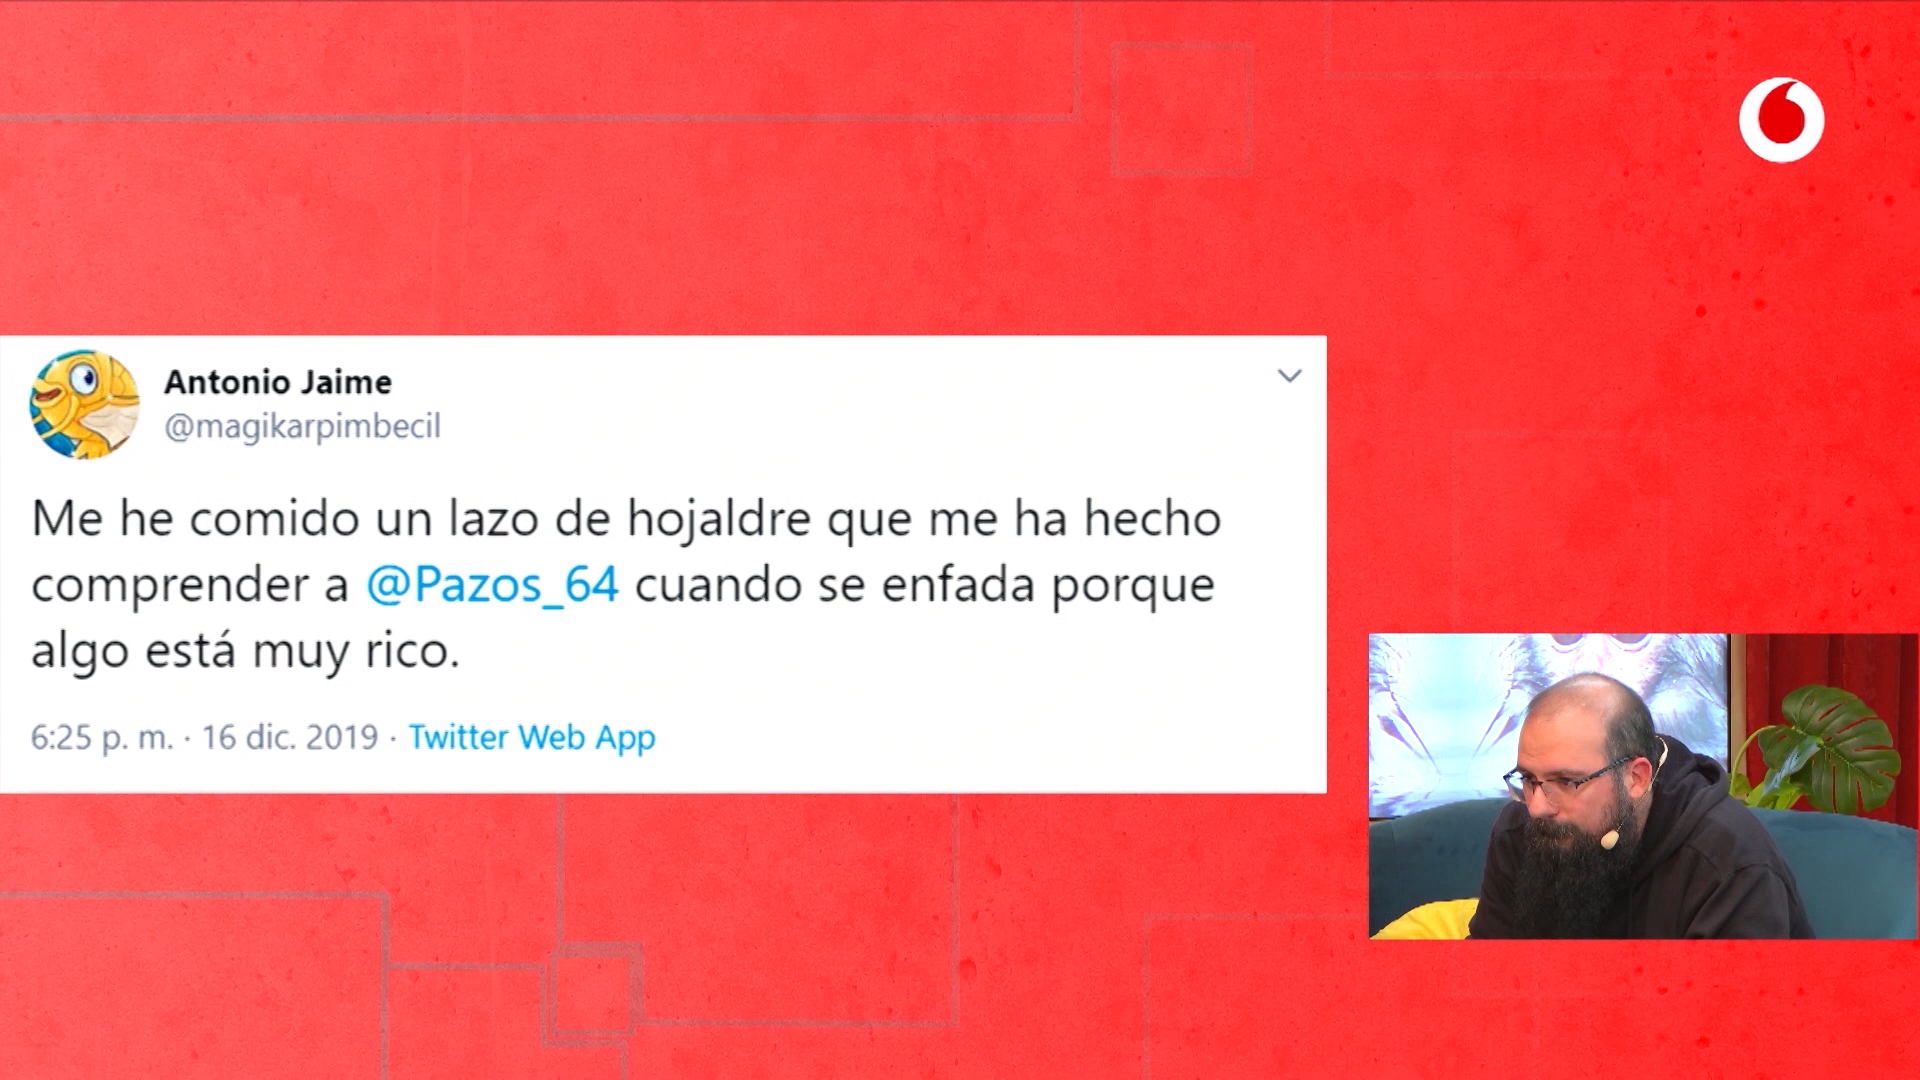 Antonio Jaime
@magikarpimbecil
Me he comido un lazo de hojaldre que me ha hecho
comprender a @Pazos_64 cuando se enfada porque
algo está muy rico.
6:25 p. m. · 16 dic. 2019 · Twitter Web App